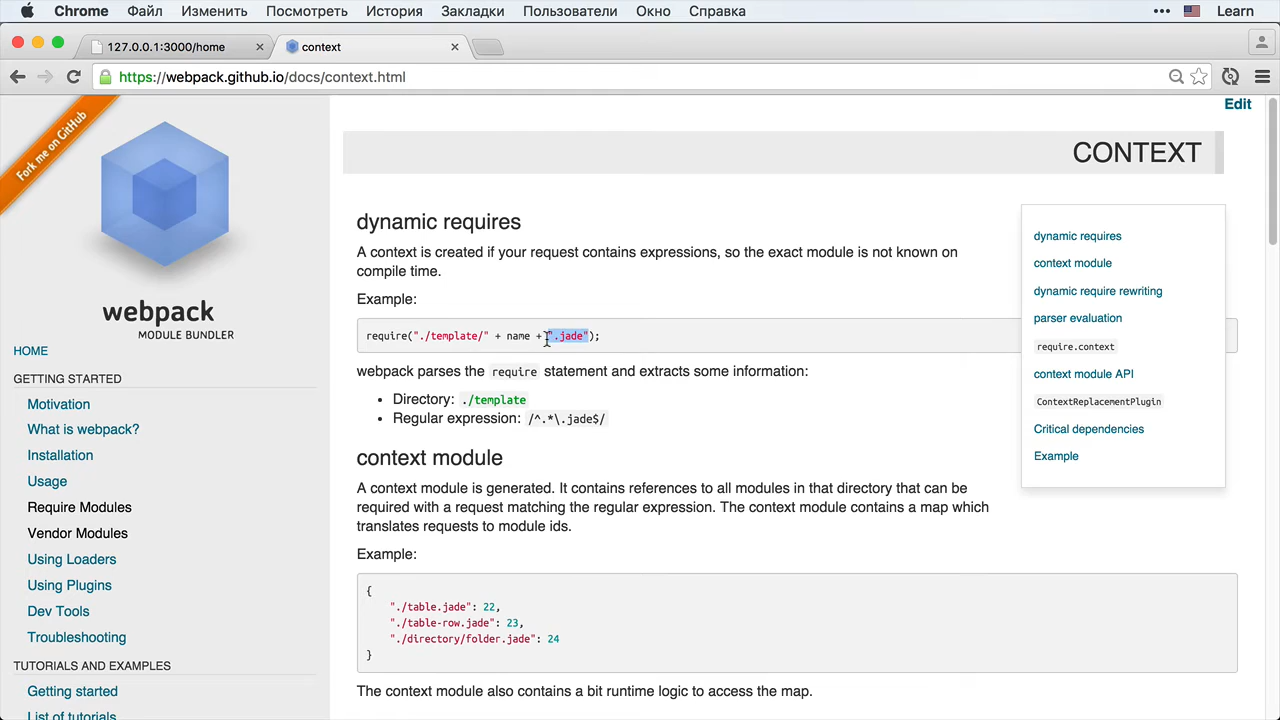 Chrome Файл Изменить Посмотреть История Закладки Пользователи Окно Справка ••• Learn
127.0.0.1:3000/home × context ×
https://webpack.github.io/docs/context.html
Fork me on GitHub
webpack
MODULE BUNDLER
HOME
GETTING STARTED
Motivation
What is webpack?
Installation
Usage
Require Modules
Vendor Modules
Using Loaders
Using Plugins
Dev Tools
Troubleshooting
TUTORIALS AND EXAMPLES
Getting started
List of tutorials
Edit
CONTEXT
dynamic requires
A context is created if your request contains expressions, so the exact module is not known on
compile time.
Example:
require("./template/" + name + ".jade");
webpack parses the require statement and extracts some information:
• Directory: ./template
• Regular expression: /^.*\.jade$/
context module
A context module is generated. It contains references to all modules in that directory that can be
required with a request matching the regular expression. The context module contains a map which
translates requests to module ids.
Example:
{
"./table.jade": 22,
"./table-row.jade": 23,
"./directory/folder.jade": 24
}
The context module also contains a bit runtime logic to access the map.
dynamic requires
context module
dynamic require rewriting
parser evaluation
require.context
context module API
ContextReplacementPlugin
Critical dependencies
Example